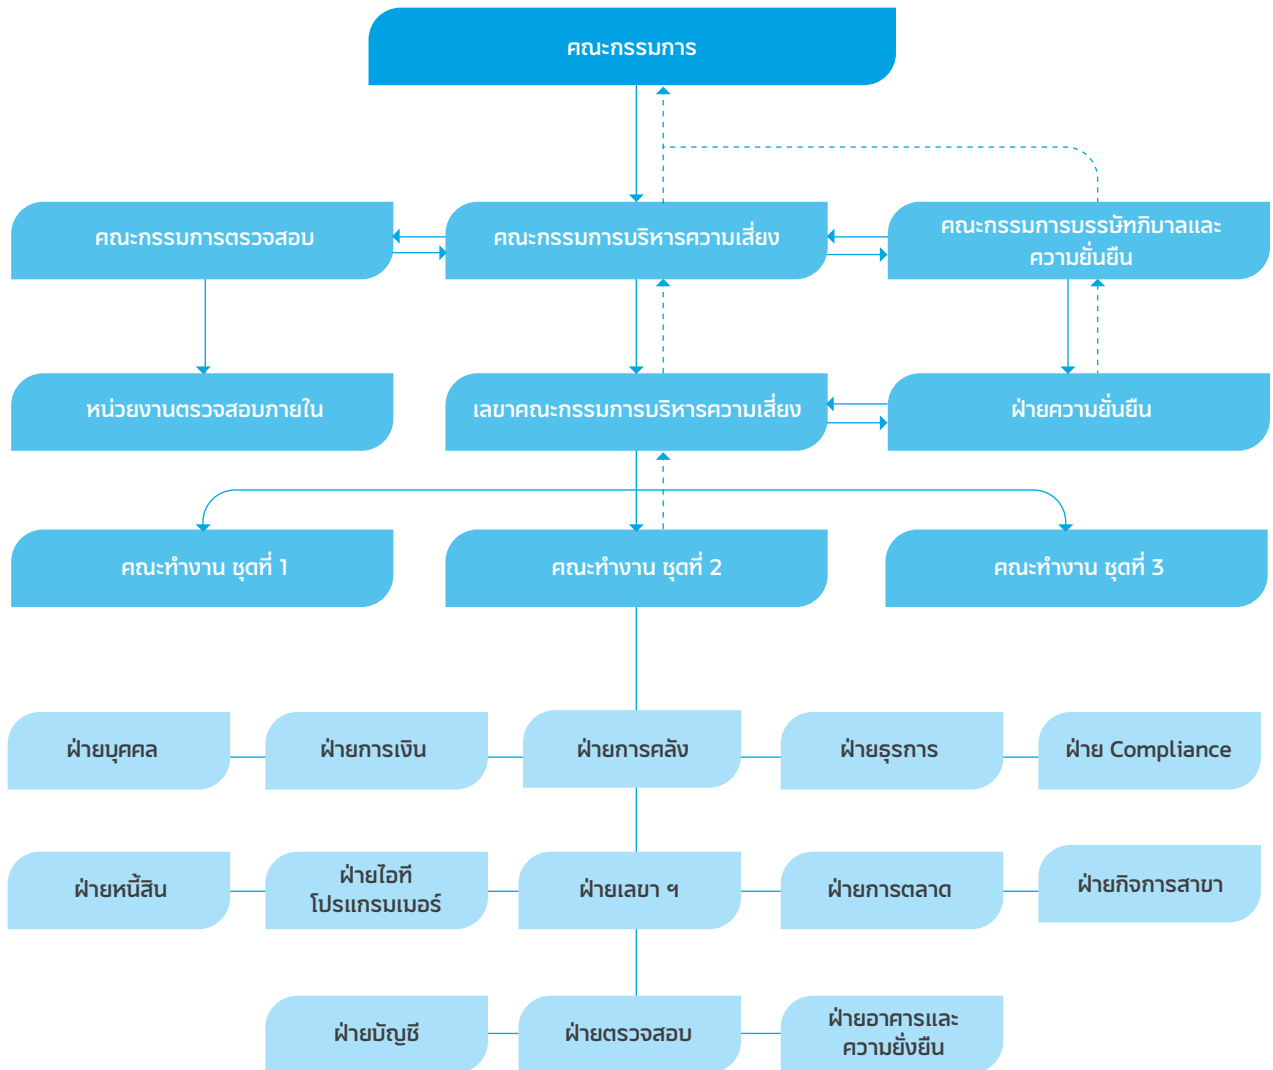 คณะกรรมการ
คณะกรรมการตรวจสอบ
คณะกรรมการบริหารความเสี่ยง
คณะกรรมการบรรษัทภิบาลและ
ความยั่นยืน
หน่วยงานตรวจสอบภายใน
เลขาคณะกรรมการบริหารความเสี่ยง
ฝ่ายความยั่นยืน
คณะทำงาน ชุดที่ 1
คณะทำงาน ชุดที่ 2
คณะทำงาน ชุดที่ 3
ฝ่ายบุคคล
ฝ่ายการเงิน
ฝ่ายการคลัง
ฝ่ายธุรการ
ฝ่าย Compliance
ฝ่ายหนี้สิน
ฝ่ายไอที
โปรแกรมเมอร์
ฝ่ายเลขา ฯ
ฝ่ายการตลาด
ฝ่ายกิจการสาขา
ฝ่ายบัญชี
ฝ่ายตรวจสอบ
ฝ่ายอาคารและ
ความยั่งยืน